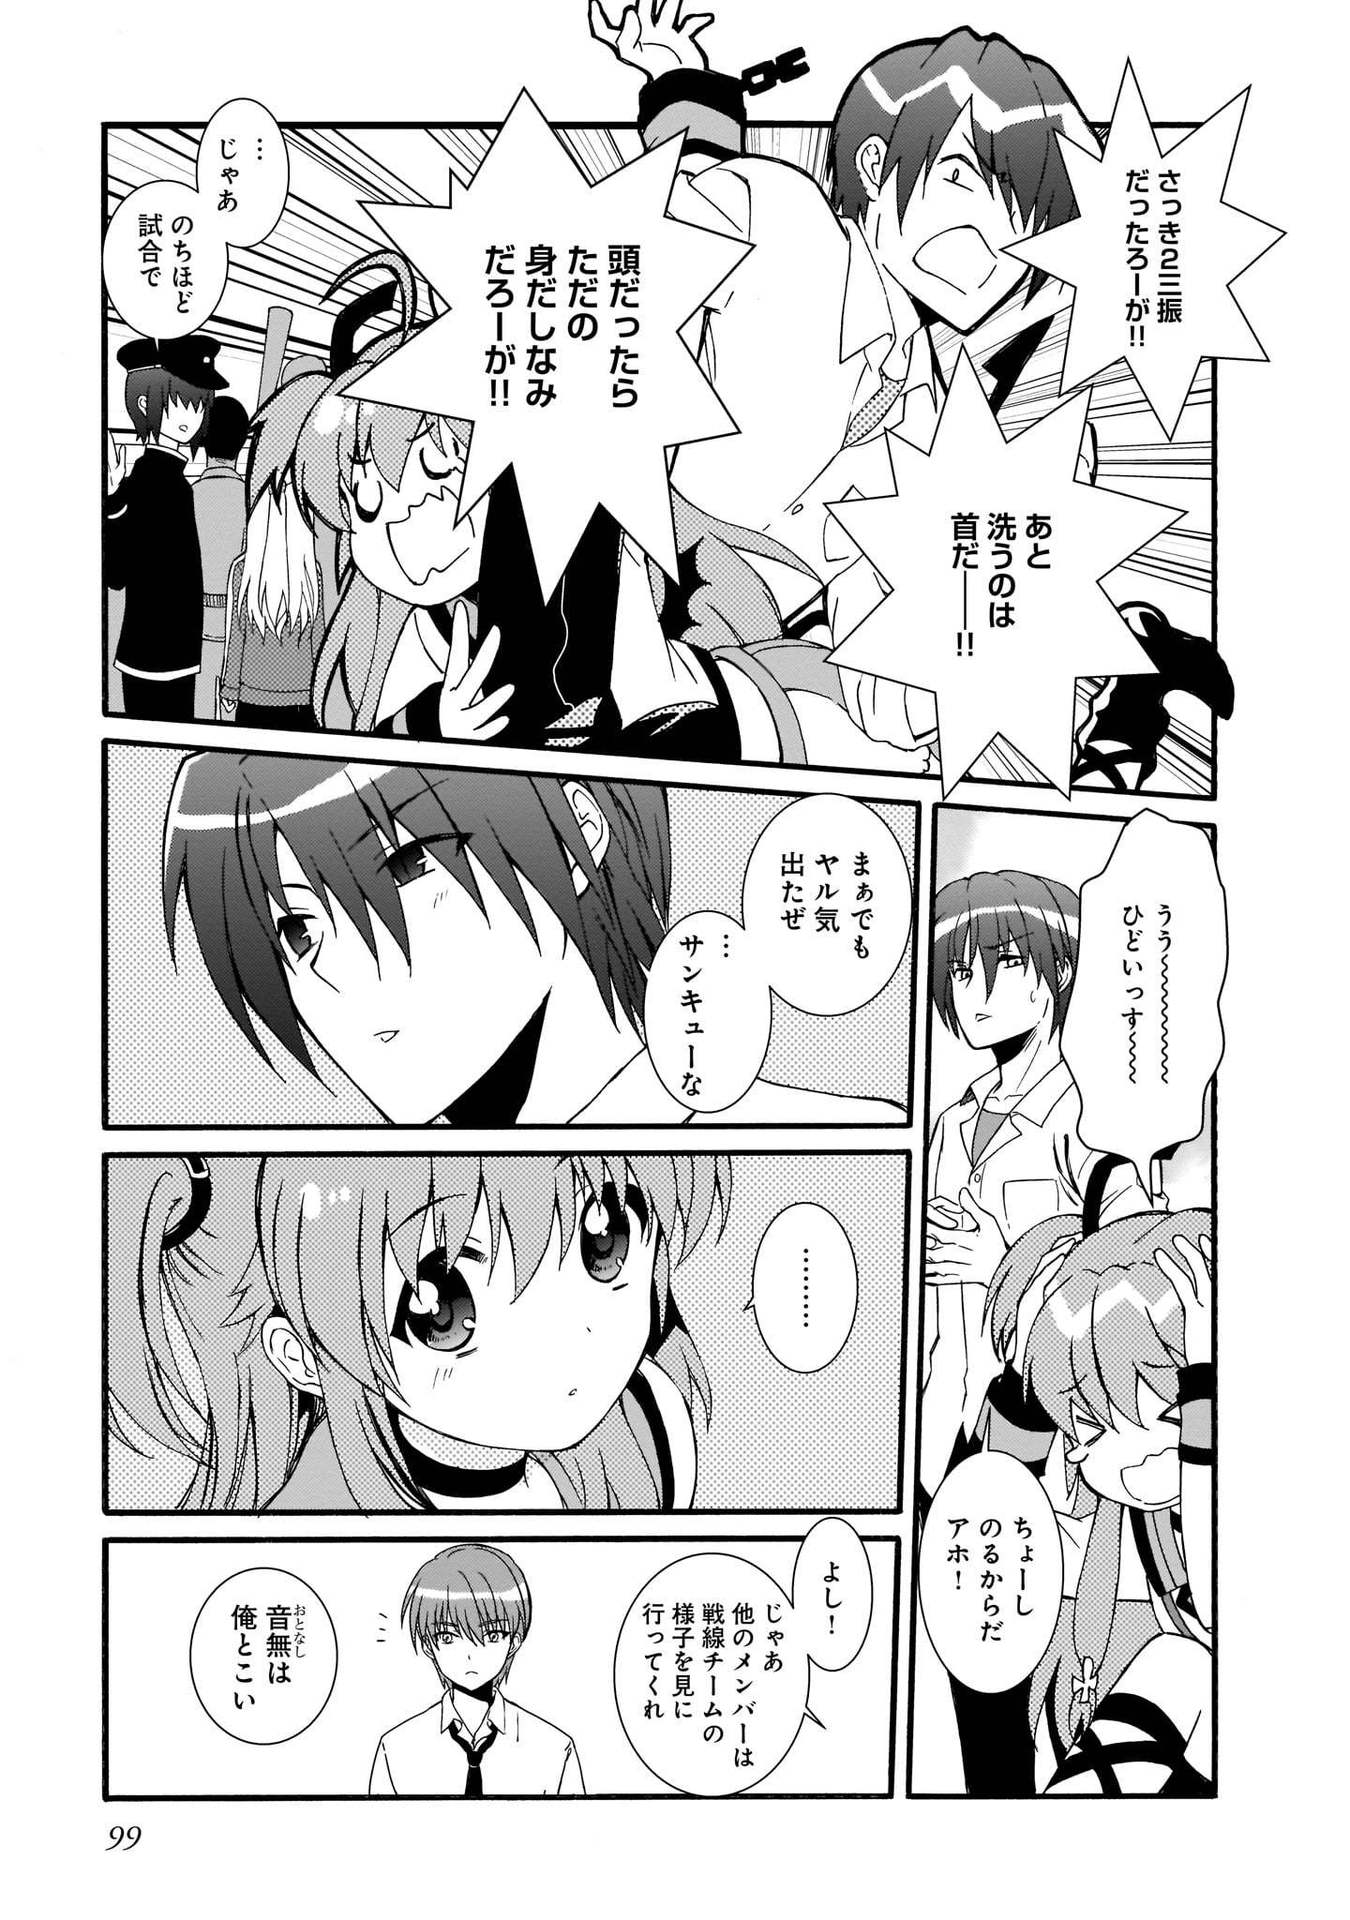 さっき2三振
だったろーが!!
あと
洗うのは
首だ――!!
頭だったら
ただの
身だしなみ
だろーが!!
…
じゃあ
のちほど
試合で
うう～～～～～
ひどいっす～～～
ちょーし
のるからだ
アホ!
まぁでも
ヤル気
出たぜ
…
サンキューな
………
よし!
じゃあ
他のメンバーは
戦線チームの
様子を見に
行ってくれ
音無は
おとなし
俺とこい
99